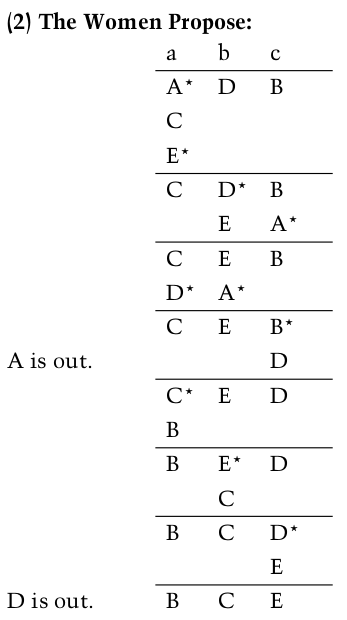 (2) The Women Propose:
a b c
A⋆ D B
C
E⋆
C D⋆ B
E A⋆
C E B
D⋆ A⋆
C E B⋆
A is out. D
C⋆ E D
B
B E⋆ D
C
B C D⋆
E
D is out. B C E